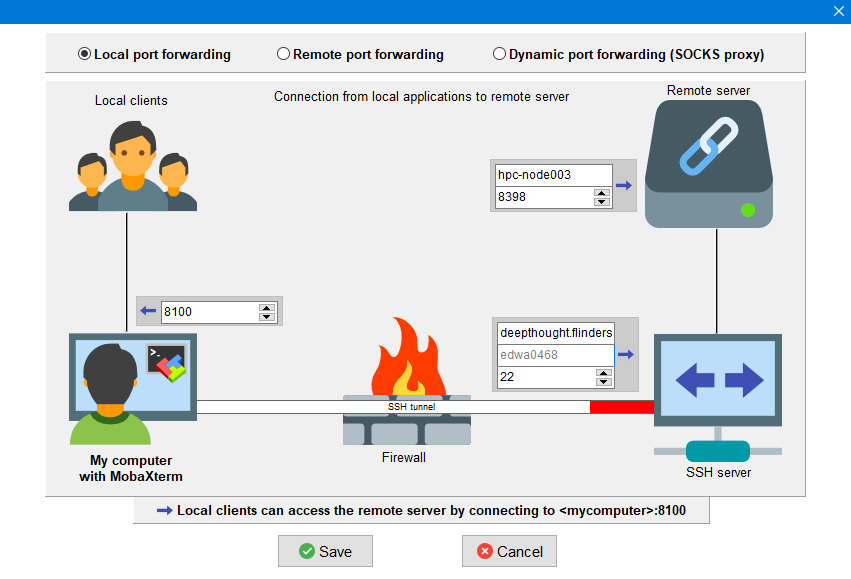 Local port forwarding
Remote port forwarding
Dynamic port forwarding (SOCKS proxy)
Local clients
Connection from local applications to remote server
Remote server
hpc-node003
8398
8100
deepthought.flinders
edwa0468
22
>_
SSH tunnel
My computer
with MobaXterm
Firewall
SSH server
Local clients can access the remote server by connecting to <mycomputer>:8100
Save
Cancel